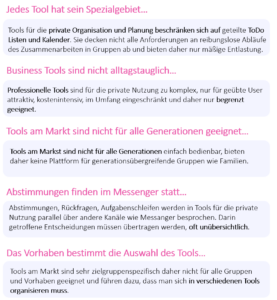 Jedes Tool hat sein Spezialgebiet…
Tools für die private Organisation und Planung beschränken sich auf geteilte ToDo
Listen und Kalender. Sie decken nicht alle Anforderungen an reibungslose Abläufe
des Zusammenarbeiten in Gruppen ab und bieten daher nur mäßige Entlastung.
Business Tools sind nicht alltagstauglich…
Professionelle Tools sind für die private Nutzung zu komplex, nur für geübte User
attraktiv, kostenintensiv, im Umfang eingeschränkt und daher nur begrenzt
geeignet.
Tools am Markt sind nicht für alle Generationen geeignet…
Tools am Markst sind nicht für alle Generationen einfach bedienbar, bieten
daher keine Plattform für generationsübergreifende Gruppen wie Familien.
Abstimmungen finden im Messenger statt…
Abstimmungen, Rückfragen, Aufgabenschleifen werden in Tools für die private
Nutzung parallel über andere Kanäle wie Messanger besprochen. Darin
getroffene Entscheidungen müssen übertragen werden, oft unübersichtlich.
Das Vorhaben bestimmt die Auswahl des Tools…
Tools am Markt sind sehr zielgruppenspezifisch daher nicht für alle Gruppen
und Vorhaben geeignet und führen dazu, dass man sich in verschiedenen Tools
organisieren muss.